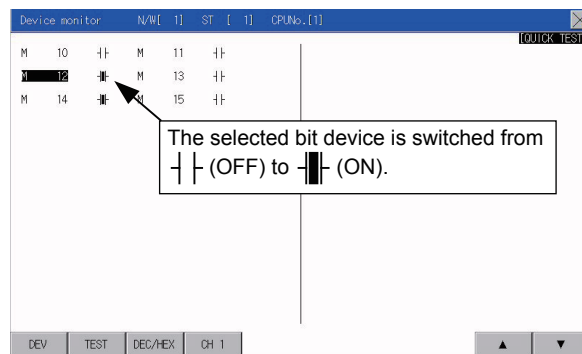 Device monitor N/W[ 1] ST [ 1] CPUNo.[1]
[QUICK TEST
M 10 ┤├ M 11 ┤├
M 12 ┤█├ M 13 ┤├
M 14 ┤█├ M 15 ┤├
The selected bit device is switched from
┤├ (OFF) to ┤█├ (ON).
DEV TEST DEC/HEX CH 1 ▲ ▼